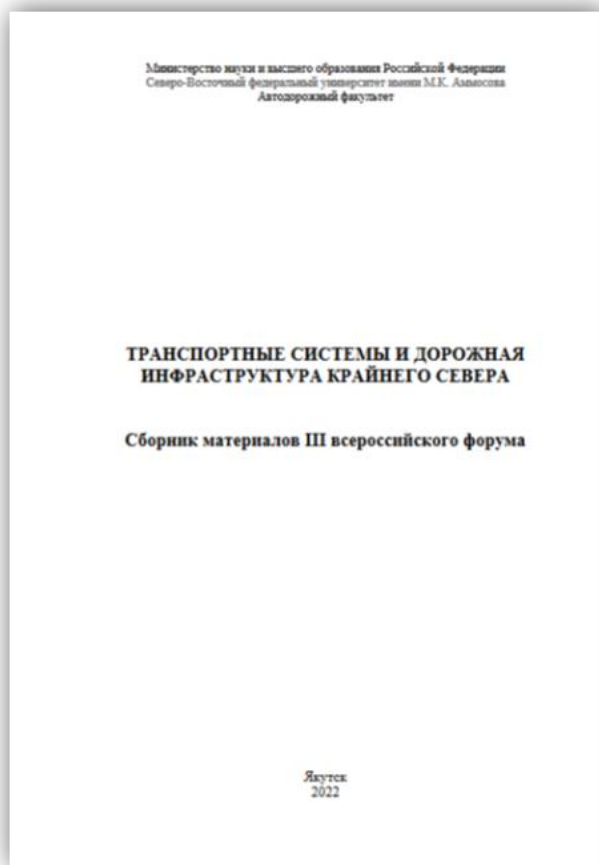 Министерство науки и высшего образования Российской Федерации
Северо-Восточный федеральный университет имени М.К. Аммосова
Автодорожный факультет
ТРАНСПОРТНЫЕ СИСТЕМЫ И ДОРОЖНАЯ
ИНФРАСТРУКТУРА КРАЙНЕГО СЕВЕРА
Сборник материалов III всероссийского форума
Якутск
2022